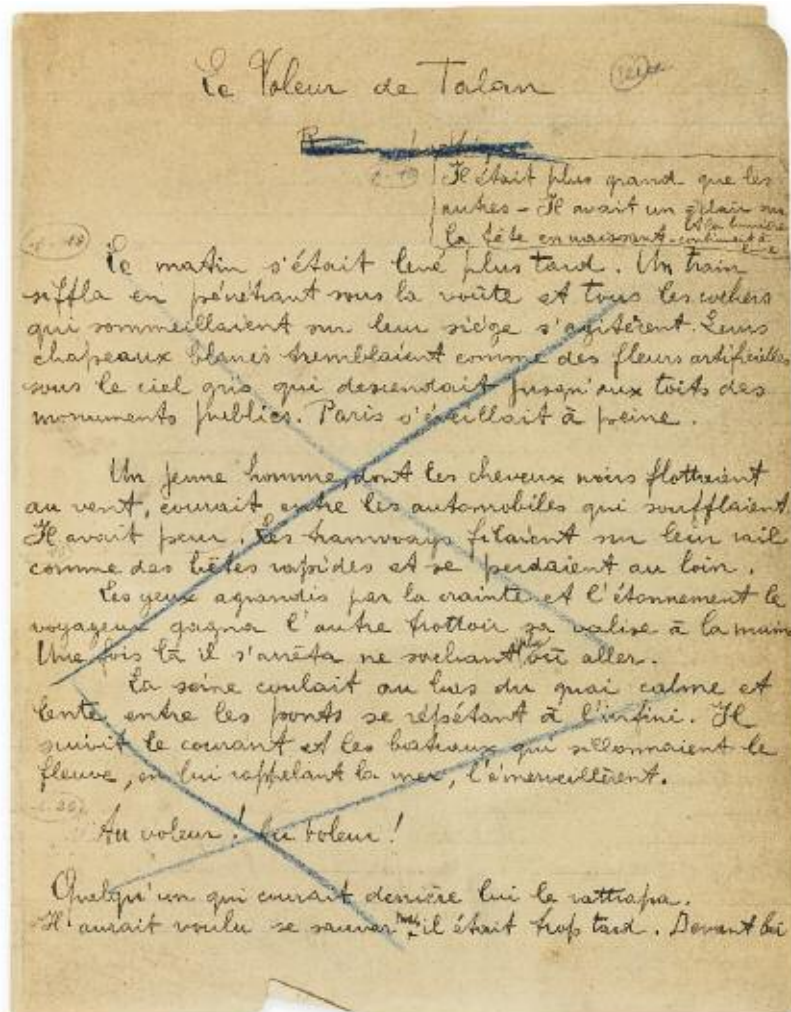 Le Voleur de Talan
Il était plus grand que les
autres - Il avait un éclair sur
la tête en naissant
et sa lumière
continuait à
Le matin s'était levé plus tard. Un train
siffla en pénétrant sous la voûte et tous les cochers
qui sommeillaient sur leur siège s'agitèrent. Leurs
chapeaux blancs tremblaient comme des fleurs artificielles
sous le ciel gris qui descendait jusqu'aux toits des
monuments publics. Paris s'éveillait à peine.
Un jeune homme, dont les cheveux noirs flottaient
au vent, courait entre les automobiles qui soufflaient.
Il avait peur. Les tramways filaient sur leur rail
comme des bêtes rapides et se perdaient au loin.
Les yeux agrandis par la crainte et l'étonnement le
voyageur gagna l'autre trottoir sa valise à la main
Une fois là il s'arrêta ne sachant plus où aller.
La seine coulait au bas du quai calme et
lente entre les ponts se répétant à l'infini. Il
suivit le courant et les bateaux qui sillonnaient le
fleuve, en lui rappelant la mer, l'émerveillèrent.
Au voleur ! Au voleur !
Quelqu'un qui courait derrière lui le rattrapa.
Il aurait voulu se sauver mais il était trop tard. Devant lui